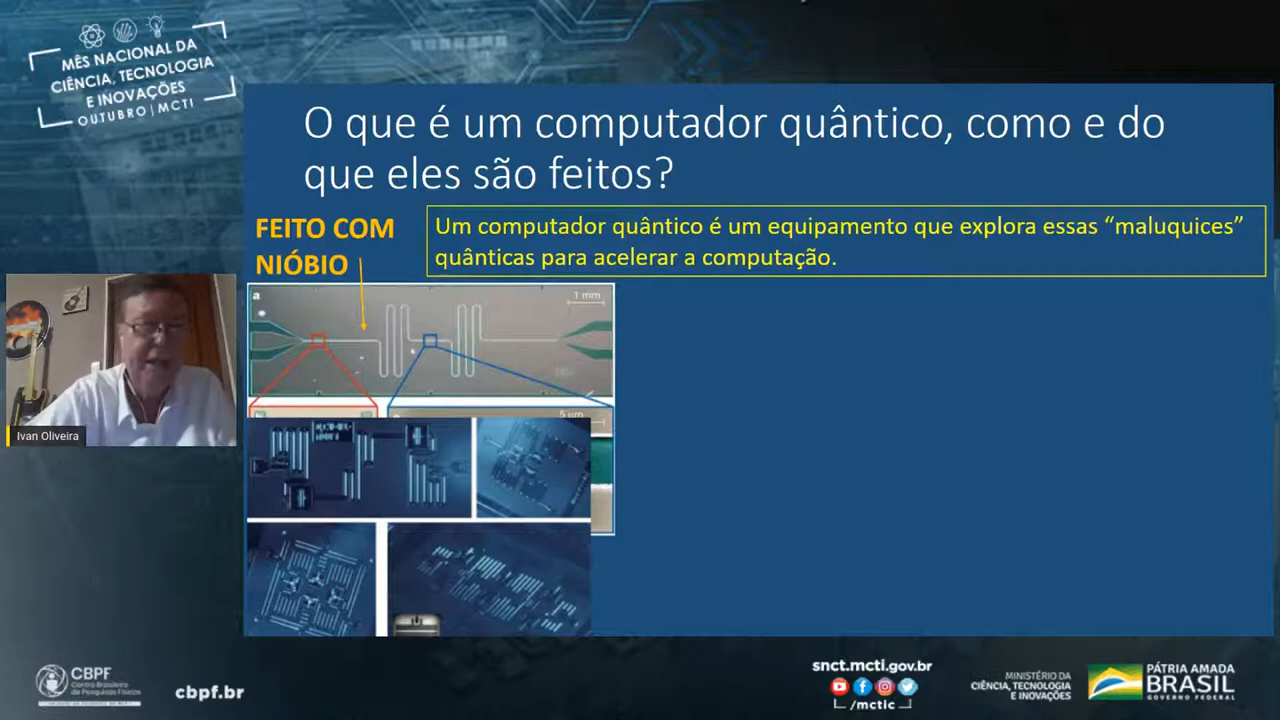 MÊS NACIONAL DA
CIÊNCIA, TECNOLOGIA
E INOVAÇÕES
OUTUBRO | MCTI
O que é um computador quântico, como e do
que eles são feitos?
FEITO COM
NIÓBIO
Um computador quântico é um equipamento que explora essas “maluquices”
quânticas para acelerar a computação.
a
1 mm
5 µm
Ivan Oliveira
CBPF
Centro Brasileiro
de Pesquisas Físicas
cbpf.br
snct.mcti.gov.br
/mctic
MINISTÉRIO DA
CIÊNCIA, TECNOLOGIA
E INOVAÇÕES
PÁTRIA AMADA
BRASIL
GOVERNO FEDERAL